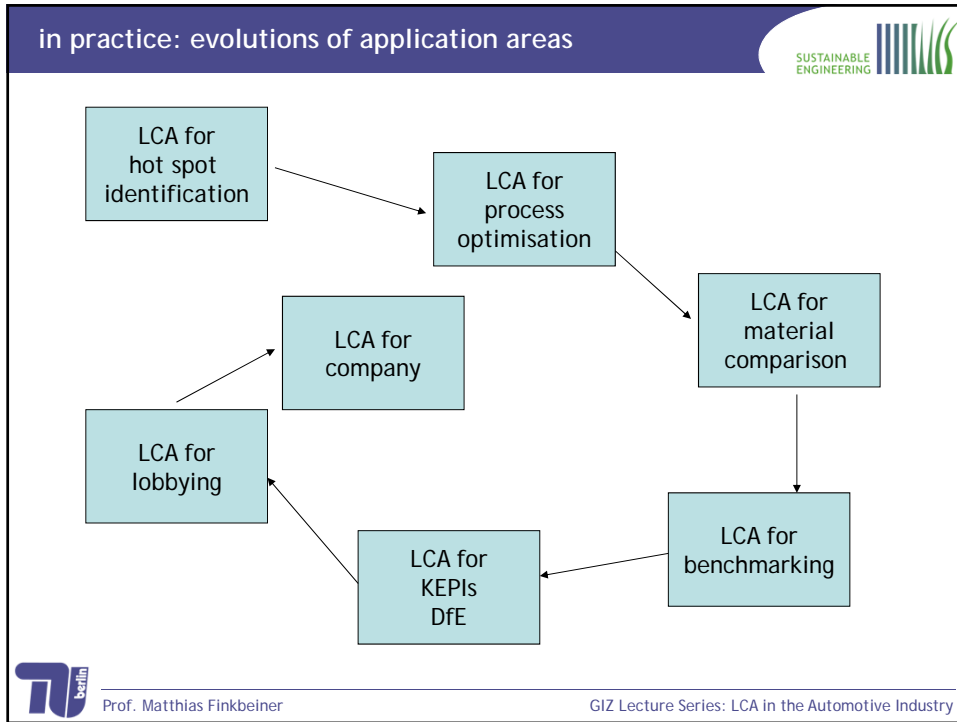 in practice: evolutions of application areas
SUSTAINABLE
ENGINEERING
LCA for
hot spot
identification
LCA for
process
optimisation
LCA for
material
comparison
LCA for
company
LCA for
lobbying
LCA for
benchmarking
LCA for
KEPIs
DfE
berlin
Prof. Matthias Finkbeiner
GIZ Lecture Series: LCA in the Automotive Industry